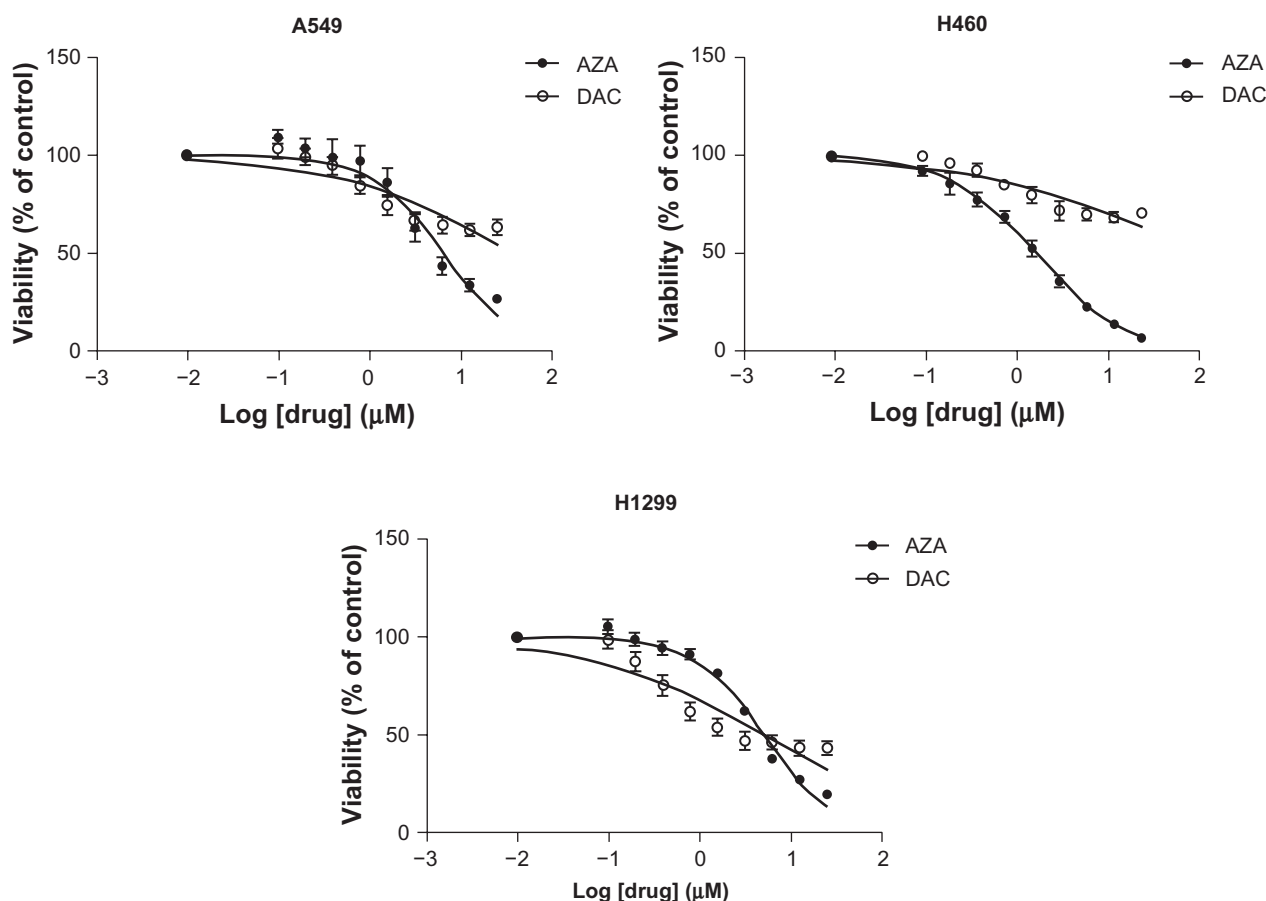 A549
150
100
50
0
−3
−2
−1
0
1
2
Viability (% of control)
Log [drug] (μM)
AZA
DAC
H460
150
100
50
0
−3
−2
−1
0
1
2
Viability (% of control)
Log [drug] (μM)
AZA
DAC
H1299
150
100
50
0
−3
−2
−1
0
1
2
Viability (% of control)
Log [drug] (μM)
AZA
DAC